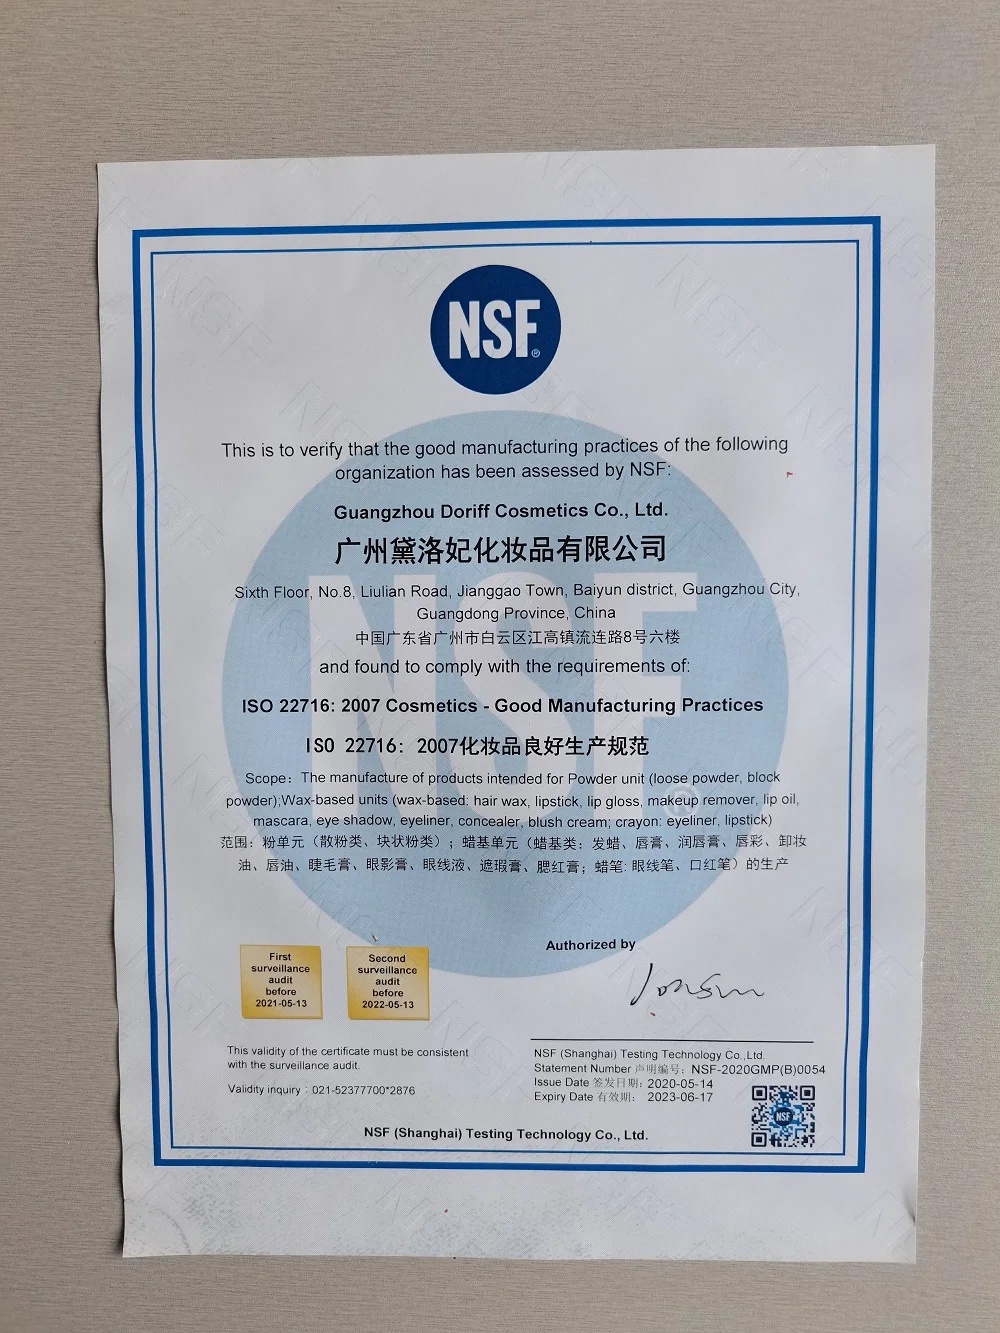 NSF®
This is to verify that the good manufacturing practices of the following
organization has been assessed by NSF:
Guangzhou Doriff Cosmetics Co., Ltd.
广州黛洛妃化妆品有限公司
Sixth Floor, No.8, Liulian Road, Jianggao Town, Baiyun district, Guangzhou City,
Guangdong Province, China
中国广东省广州市白云区江高镇流连路8号六楼
and found to comply with the requirements of:
ISO 22716: 2007 Cosmetics - Good Manufacturing Practices
ISO 22716: 2007化妆品良好生产规范
Scope: The manufacture of products intended for Powder unit (loose powder, block
powder);Wax-based units (wax-based: hair wax, lipstick, lip gloss, makeup remover, lip oil,
mascara, eye shadow, eyeliner, concealer, blush cream; crayon: eyeliner, lipstick)
范围：粉单元（散粉类、块状粉类）；蜡基单元（蜡基类：发蜡、唇膏、润唇膏、唇彩、卸妆
油、唇油、睫毛膏、眼影膏、眼线液、遮瑕膏、腮红膏；蜡笔: 眼线笔、口红笔）的生产
First
surveillance
audit
before
2021-05-13
Second
surveillance
audit
before
2022-05-13
Authorized by
This validity of the certificate must be consistent
with the surveillance audit.
Validity inquiry : 021-52377700*2876
NSF (Shanghai) Testing Technology Co.,Ltd.
Statement Number 声明编号: NSF-2020GMP(B)0054
Issue Date 签发日期: 2020-05-14
Expiry Date 有效期: 2023-06-17
NSF
NSF (Shanghai) Testing Technology Co., Ltd.